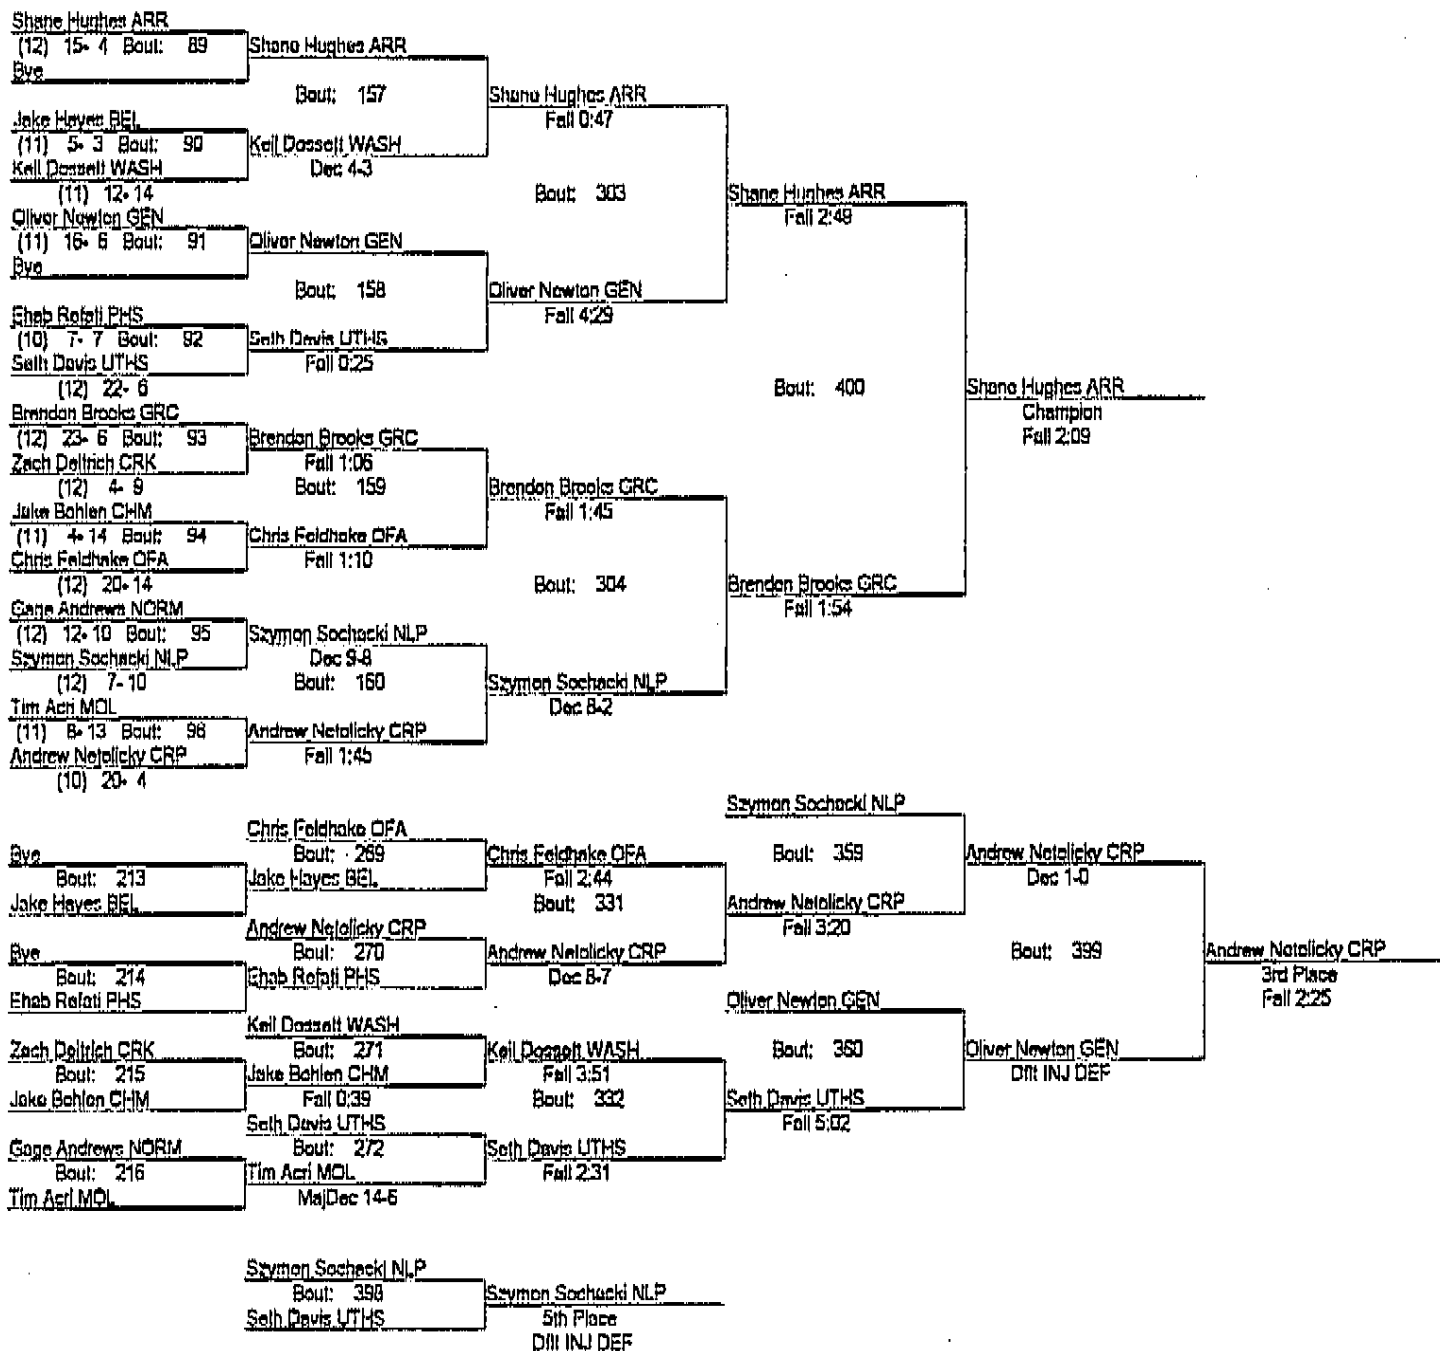 Shane Hughes ARR
(12) 15- 4 Bout: 89
Bye
Shane Hughes ARR
Bout: 157
Jake Hayes BEL
(11) 5- 3 Bout: 90
Keil Dossett WASH
(11) 12- 14
Keil Dossett WASH
Dec 4-3
Shane Hughes ARR
Fall 0:47
Bout: 303
Oliver Newton GEN
(11) 16- 6 Bout: 91
Bye
Oliver Newton GEN
Bout: 158
Ehab Refati PHS
(10) 7- 7 Bout: 92
Seth Davis UTHS
(12) 22- 6
Seth Davis UTHS
Fall 0:25
Oliver Newton GEN
Fall 4:29
Shane Hughes ARR
Fall 2:49
Bout: 400
Shane Hughes ARR
Champion
Fall 2:09
Brendon Brooks GRC
(12) 23- 6 Bout: 93
Zach Deitrich CRK
(12) 4- 9
Brendon Brooks GRC
Fall 1:06
Bout: 159
Jake Bohlen CHM
(11) 4- 14 Bout: 94
Chris Feldhake OFA
(12) 20- 14
Chris Feldhake OFA
Fall 1:10
Brendon Brooks GRC
Fall 1:45
Bout: 304
Gage Andrews NORM
(12) 12- 10 Bout: 95
Szymon Sochacki NLP
(12) 7- 10
Szymon Sochacki NLP
Dec 9-8
Bout: 160
Tim Acri MOL
(11) 8- 13 Bout: 96
Andrew Netolicky CRP
(10) 20- 4
Andrew Netolicky CRP
Fall 1:45
Szymon Sochacki NLP
Dec 8-2
Brendon Brooks GRC
Fall 1:54
Bye
Bout: 213
Jake Hayes BEL
Chris Feldhake OFA
Bout: 269
Jake Hayes BEL
Chris Feldhake OFA
Fall 2:44
Bout: 331
Bye
Bout: 214
Ehab Refati PHS
Andrew Netolicky CRP
Bout: 270
Ehab Refati PHS
Andrew Netolicky CRP
Dec 8-7
Szymon Sochacki NLP
Bout: 359
Andrew Netolicky CRP
Fall 3:20
Andrew Netolicky CRP
Dec 1-0
Bout: 399
Andrew Netolicky CRP
3rd Place
Fall 2:25
Zach Deitrich CRK
Bout: 215
Jake Bohlen CHM
Keil Dossett WASH
Bout: 271
Jake Bohlen CHM
Fall 0:39
Keil Dossett WASH
Fall 3:51
Bout: 332
Gage Andrews NORM
Bout: 216
Tim Acri MOL
Seth Davis UTHS
Bout: 272
Tim Acri MOL
MajDec 14-6
Seth Davis UTHS
Fall 2:31
Oliver Newton GEN
Bout: 360
Seth Davis UTHS
Fall 5:02
Oliver Newton GEN
Dflt INJ DEF
Szymon Sochacki NLP
Bout: 398
Seth Davis UTHS
Szymon Sochacki NLP
5th Place
Dflt INJ DEF